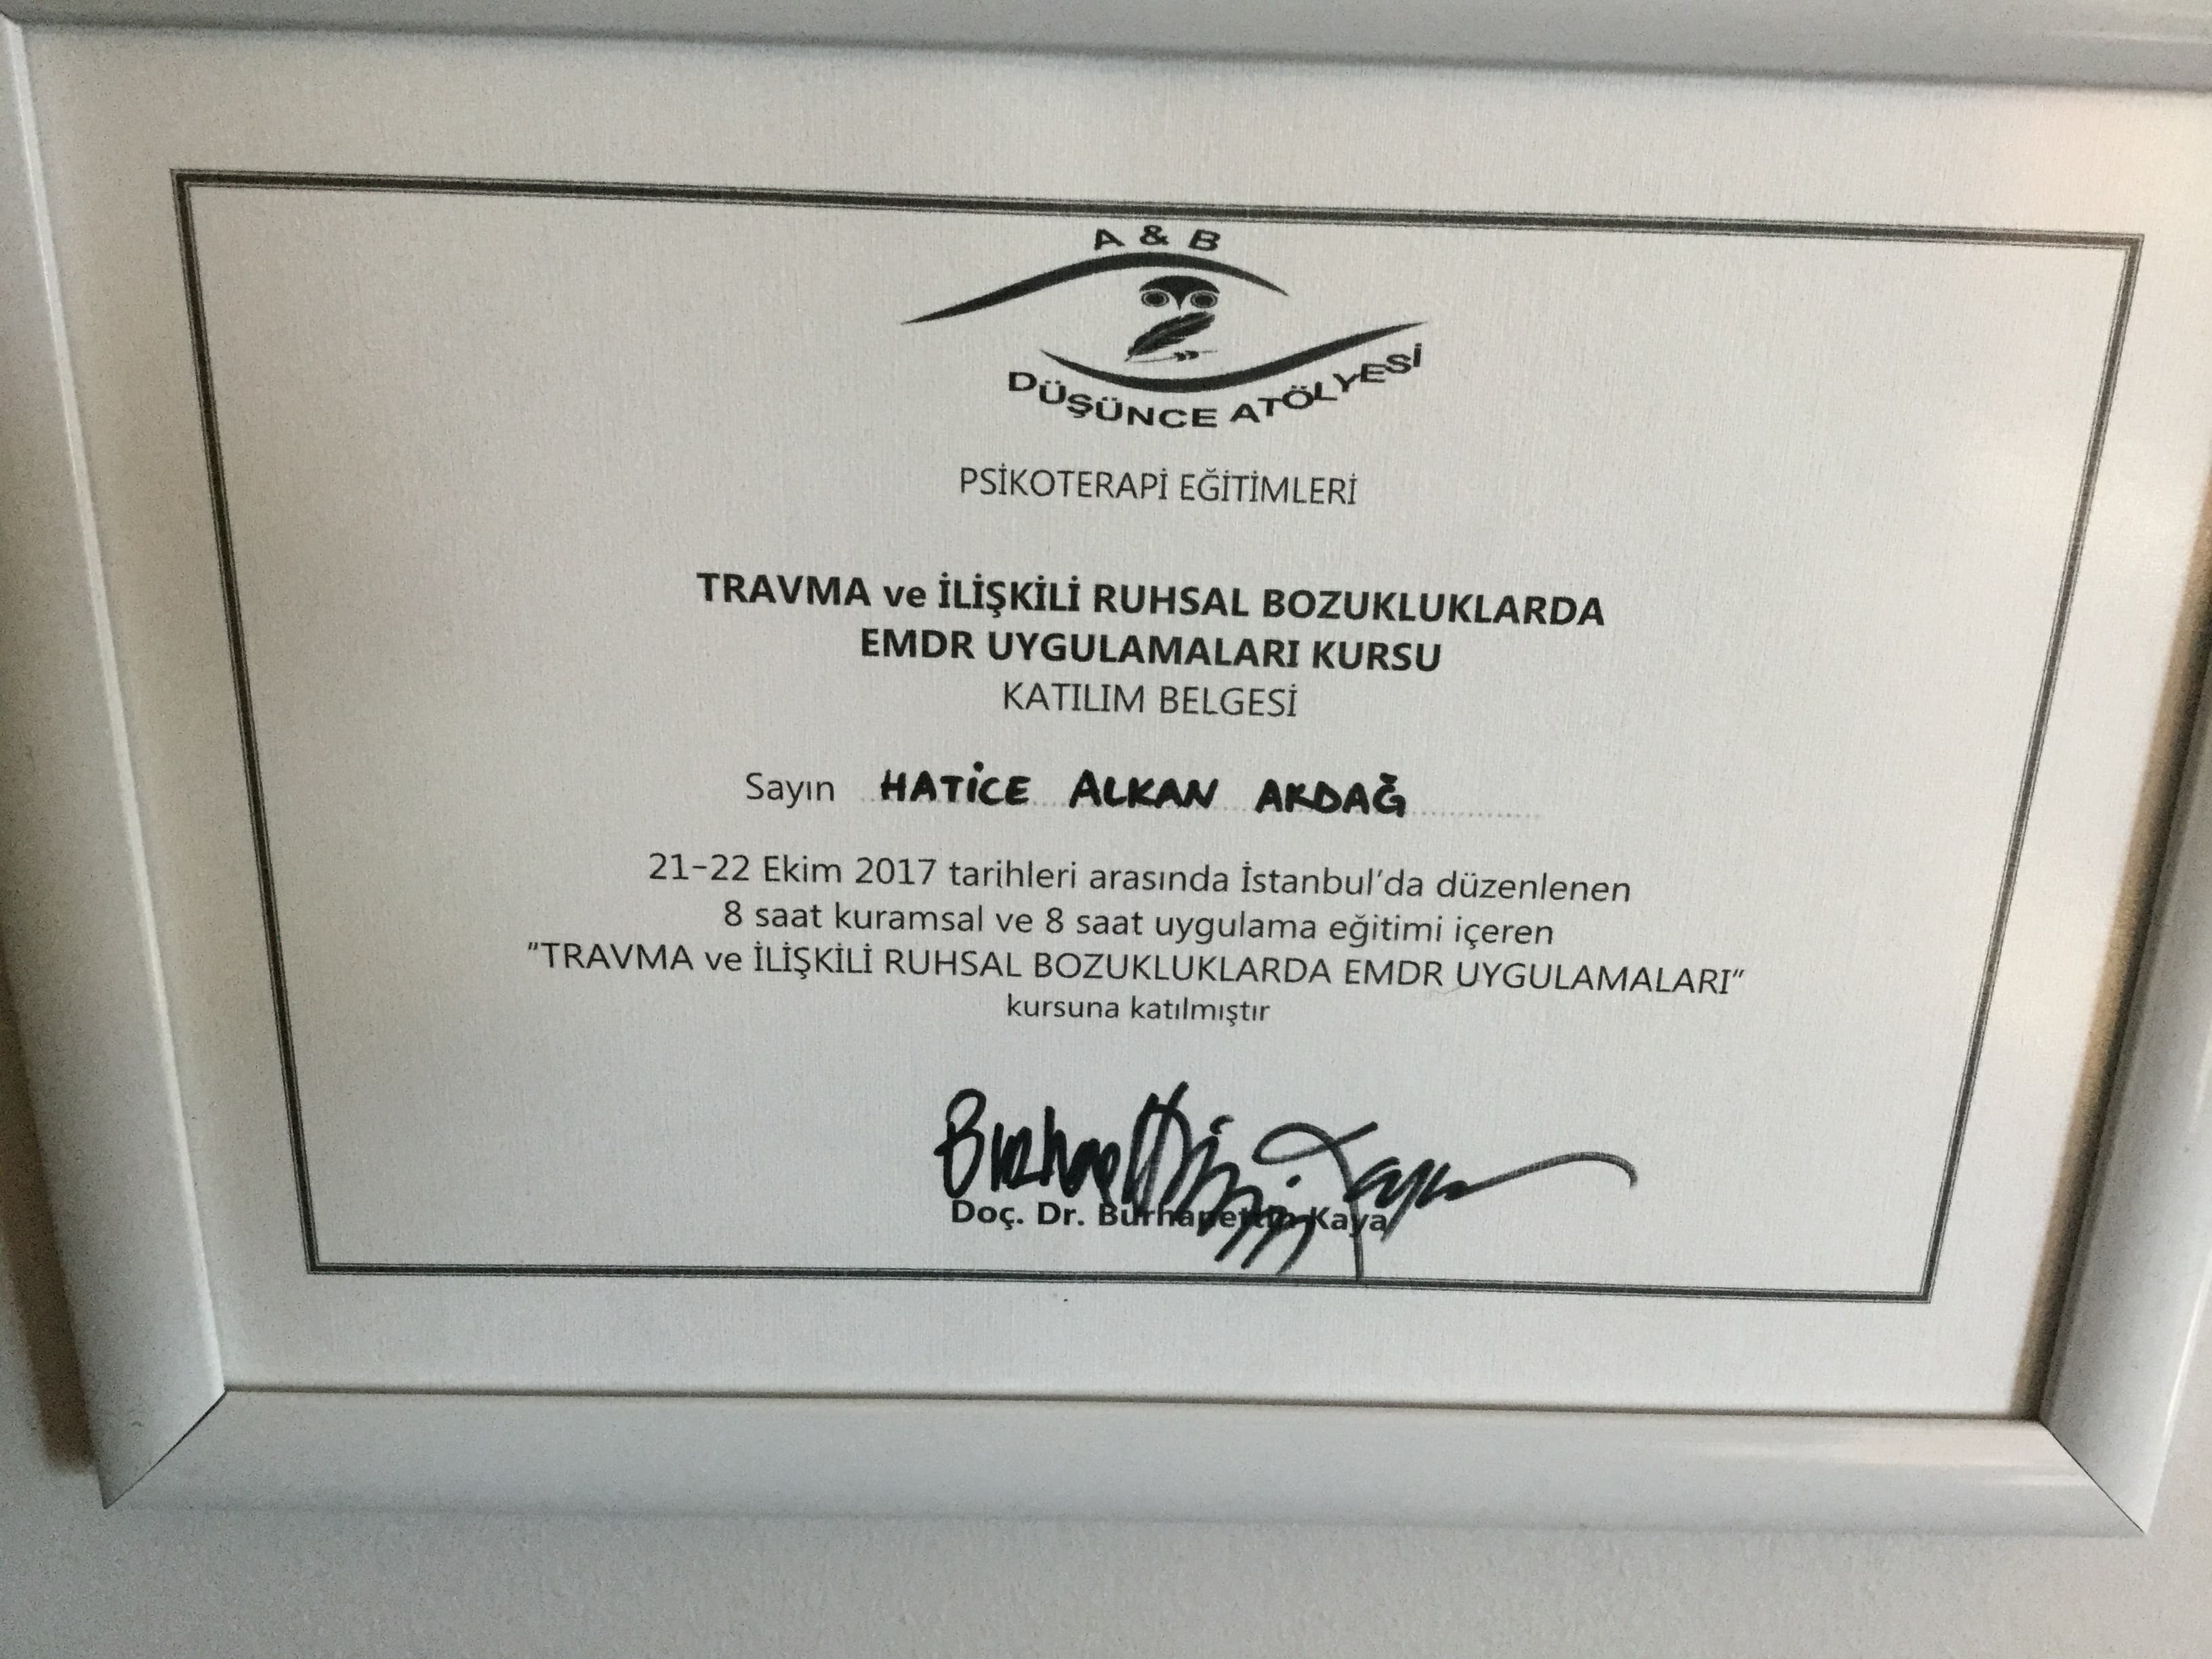 A & B
DÜŞÜNCE ATÖLYESİ
PSİKOTERAPİ EĞİTİMLERİ
TRAVMA ve İLİŞKİLİ RUHSAL BOZUKLUKLARDA
EMDR UYGULAMALARI KURSU
KATILIM BELGESİ
Sayın HATİCE ALKAN AKDAĞ
21-22 Ekim 2017 tarihleri arasında İstanbul'da düzenlenen
8 saat kuramsal ve 8 saat uygulama eğitimi içeren
"TRAVMA ve İLİŞKİLİ RUHSAL BOZUKLUKLARDA EMDR UYGULAMALARI"
kursuna katılmıştır
Doç. Dr. Burhanettin Kaya